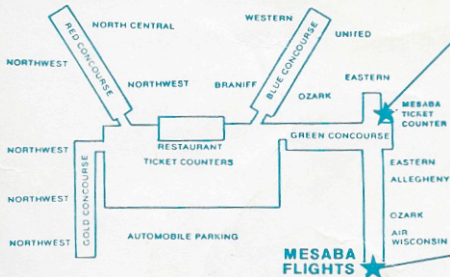 NORTH CENTRAL
WESTERN
UNITED
RED CONCOURSE
BLUE CONCOURSE
NORTHWEST
NORTHWEST
BRANIFF
EASTERN
OZARK
MESABA
TICKET
COUNTER
RESTAURANT
GREEN CONCOURSE
NORTHWEST
TICKET COUNTERS
EASTERN
ALLEGHENY
GOLD CONCOURSE
NORTHWEST
OZARK
AIR
WISCONSIN
NORTHWEST
AUTOMOBILE PARKING
MESABA
FLIGHTS